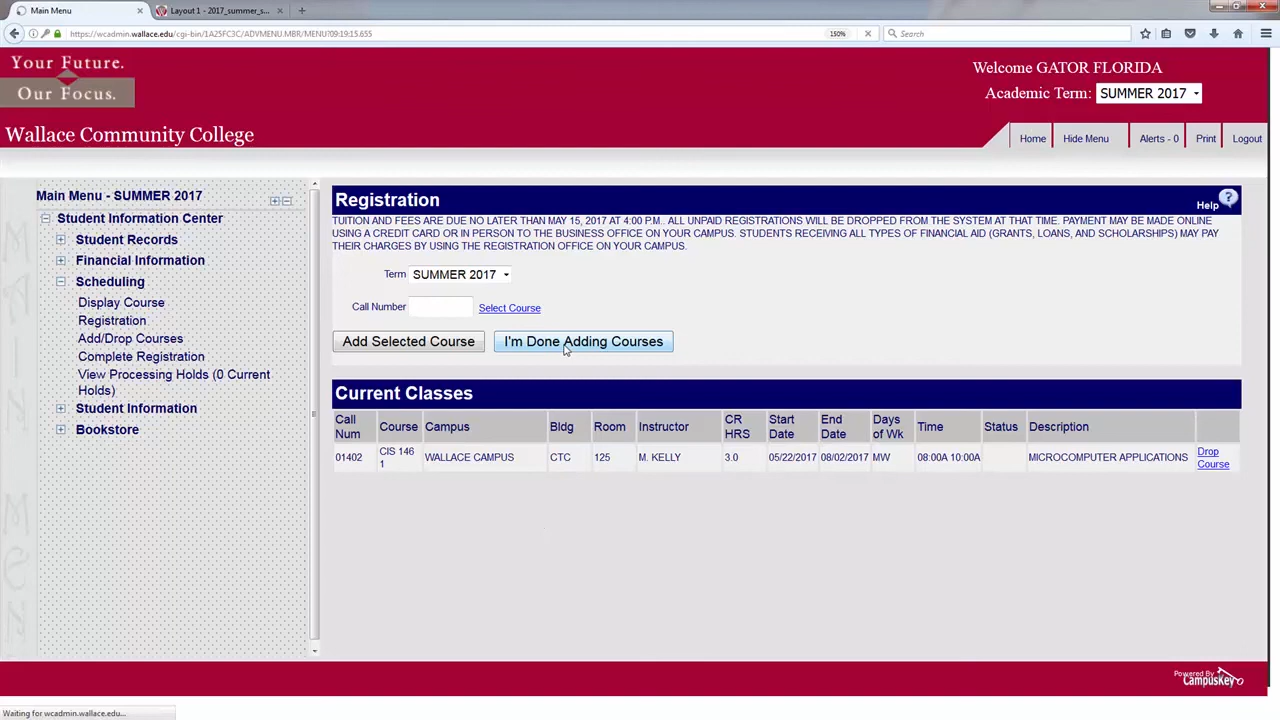 Main Menu
Layout 1 - 2017_summer_s...
https://wcadmin.wallace.edu/cgi-bin/1A25FC3C/ADVMENU.MBR/MENU?09:19:15.655
150%
Search
Your Future.
Our Focus.
Welcome GATOR FLORIDA
Academic Term: SUMMER 2017
Wallace Community College
Home
Hide Menu
Alerts - 0
Print
Logout
Main Menu - SUMMER 2017
Student Information Center
Student Records
Financial Information
Scheduling
Display Course
Registration
Add/Drop Courses
Complete Registration
View Processing Holds (0 Current
Holds)
Student Information
Bookstore
Registration
Help
TUITION AND FEES ARE DUE NO LATER THAN MAY 15, 2017 AT 4:00 P.M.. ALL UNPAID REGISTRATIONS WILL BE DROPPED FROM THE SYSTEM AT THAT TIME. PAYMENT MAY BE MADE ONLINE
USING A CREDIT CARD OR IN PERSON TO THE BUSINESS OFFICE ON YOUR CAMPUS. STUDENTS RECEIVING ALL TYPES OF FINANCIAL AID (GRANTS, LOANS, AND SCHOLARSHIPS) MAY PAY
THEIR CHARGES BY USING THE REGISTRATION OFFICE ON YOUR CAMPUS.
Term SUMMER 2017
Call Number Select Course
Add Selected Course I'm Done Adding Courses
Current Classes
Call Num Course Campus Bldg Room Instructor CR HRS Start Date End Date Days of Wk Time Status Description
01402 CIS 146 1 WALLACE CAMPUS CTC 125 M. KELLY 3.0 05/22/2017 08/02/2017 MW 08:00A 10:00A MICROCOMPUTER APPLICATIONS Drop Course
MAIN MEN
Powered By
CampusKey
Waiting for wcadmin.wallace.edu...